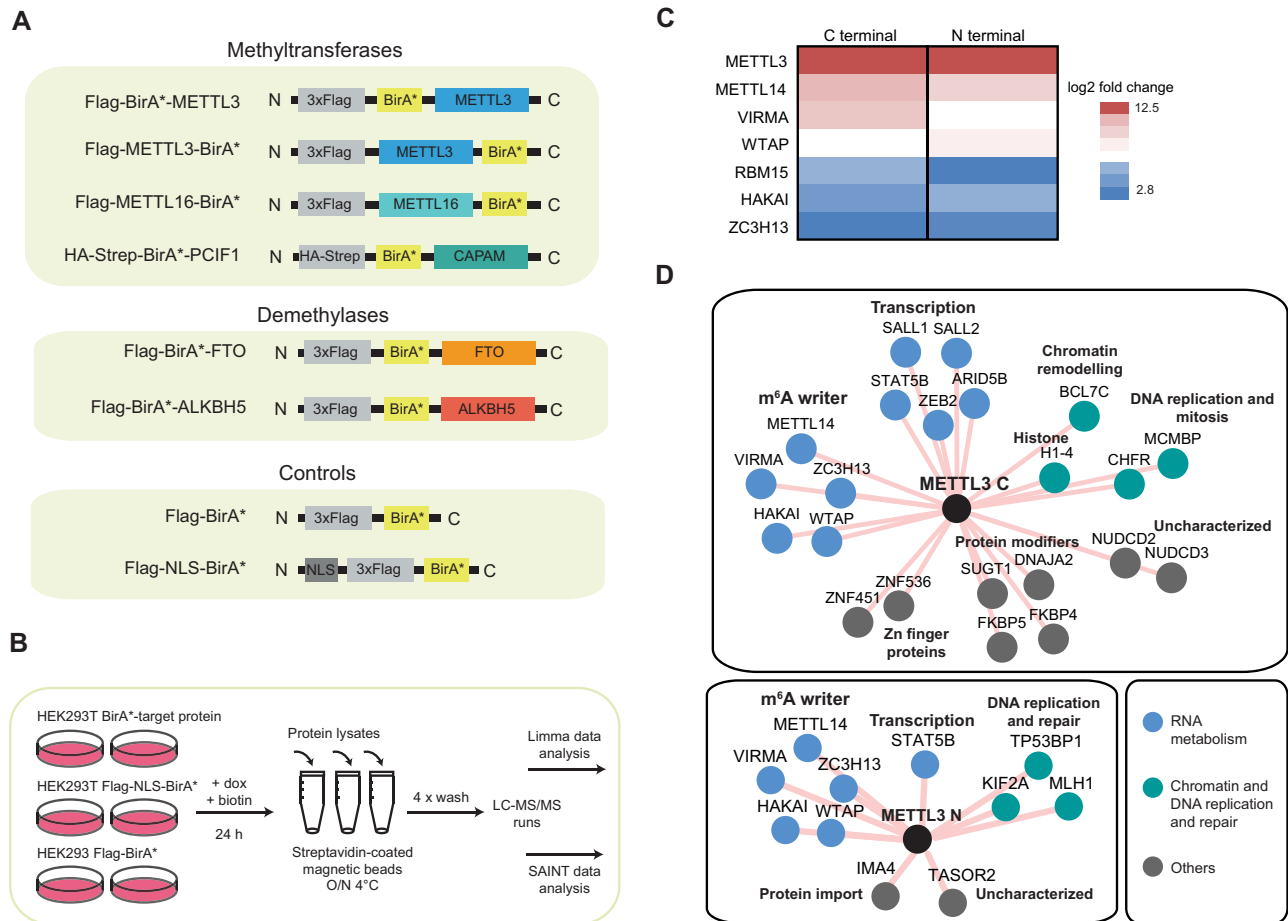 A
Methyltransferases
Flag-BirA*-METTL3
N 3xFlag BirA* METTL3 C
Flag-METTL3-BirA*
N 3xFlag METTL3 BirA* C
Flag-METTL16-BirA*
N 3xFlag METTL16 BirA* C
HA-Strep-BirA*-PCIF1
N HA-Strep BirA* CAPAM C
Demethylases
Flag-BirA*-FTO
N 3xFlag BirA* FTO C
Flag-BirA*-ALKBH5
N 3xFlag BirA* ALKBH5 C
Controls
Flag-BirA*
N 3xFlag BirA* C
Flag-NLS-BirA*
N NLS 3xFlag BirA* C
B
HEK293T BirA*-target protein
HEK293T Flag-NLS-BirA*
HEK293 Flag-BirA*
+ dox
+ biotin
24 h
Protein lysates
Streptavidin-coated
magnetic beads
O/N 4°C
4 x wash
LC-MS/MS
runs
Limma data
analysis
SAINT data
analysis
C
C terminal
N terminal
METTL3
METTL14
VIRMA
WTAP
RBM15
HAKAI
ZC3H13
log2 fold change
12.5
2.8
D
Transcription
SALL1
SALL2
STAT5B
ZEB2
ARID5B
Chromatin
remodelling
BCL7C
DNA replication and
mitosis
MCMBP
CHFR
Histone
H1-4
m⁶A writer
METTL14
VIRMA
ZC3H13
HAKAI
WTAP
METTL3 C
Uncharacterized
NUDCD2
NUDCD3
Protein modifiers
DNAJA2
SUGT1
FKBP5
FKBP4
ZNF536
ZNF451
Zn finger
proteins
m⁶A writer
METTL14
VIRMA
ZC3H13
HAKAI
WTAP
Transcription
STAT5B
DNA replication
and repair
TP53BP1
KIF2A
MLH1
METTL3 N
IMA4
Protein import
TASOR2
Uncharacterized
RNA
metabolism
Chromatin and
DNA replication
and repair
Others